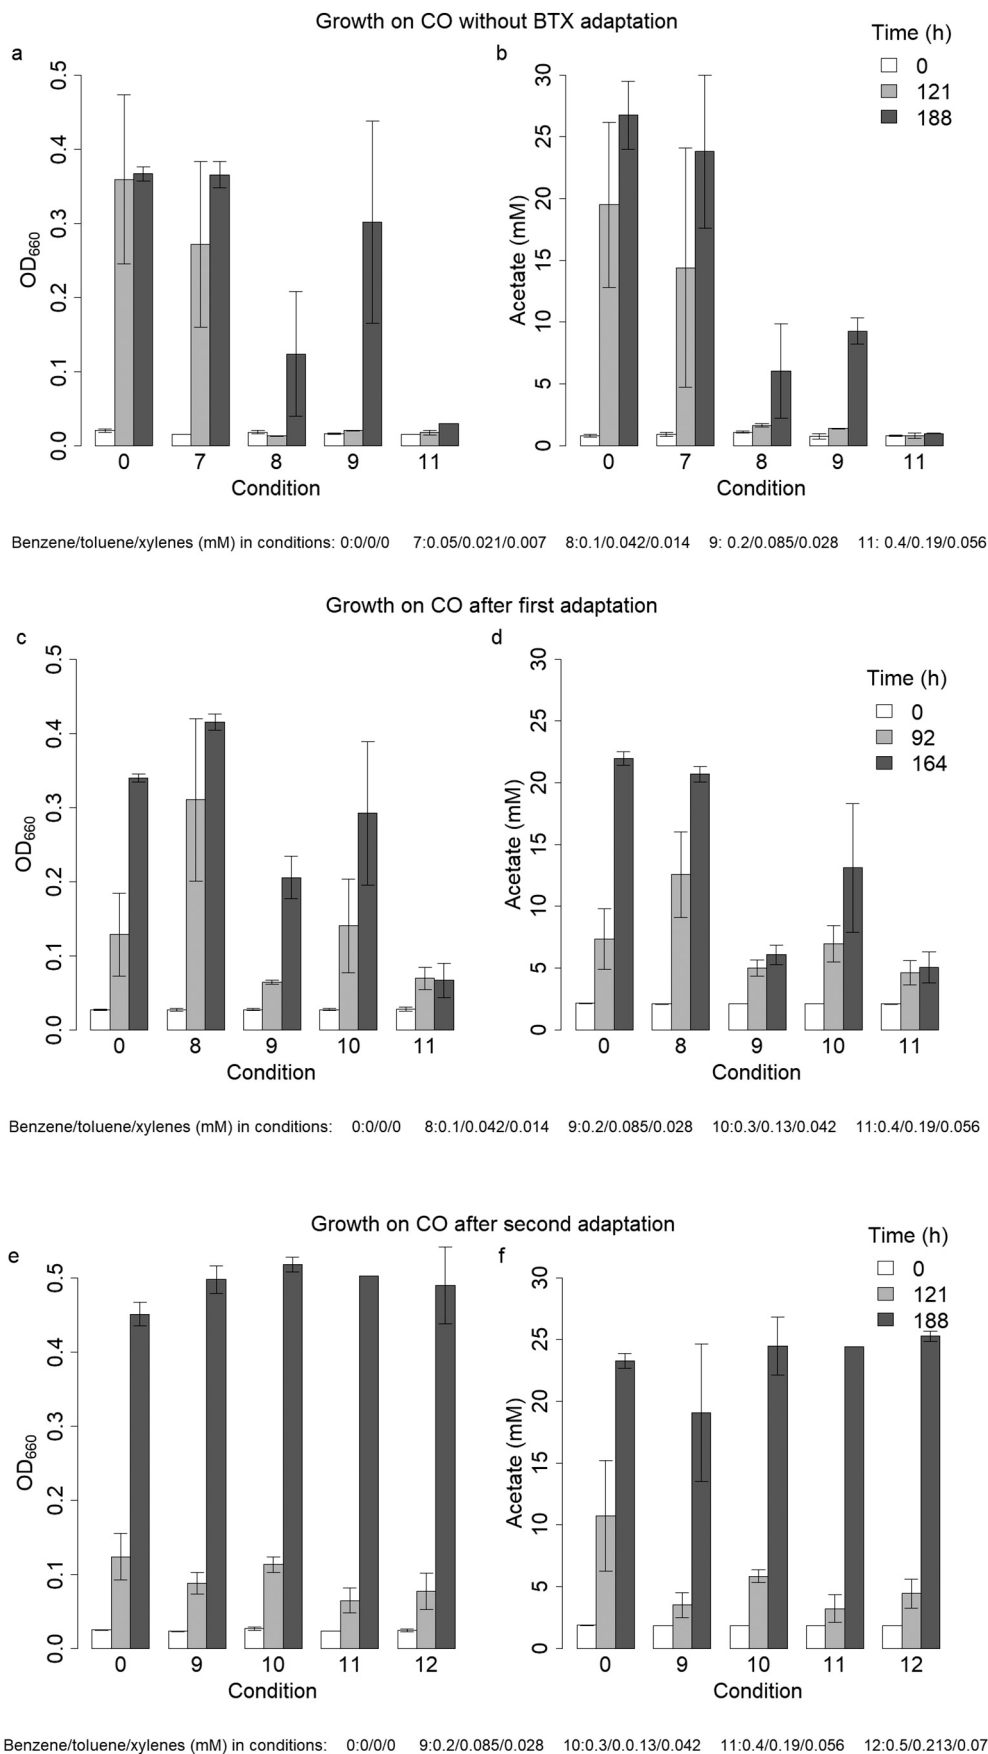 Growth on CO without BTX adaptation
a
b
Time (h)
0
121
188
0.5
0.4
0.3
0.2
0.1
0.0
OD660
0 7 8 9 11
Condition
30
25
20
15
10
5
0
Acetate (mM)
0 7 8 9 11
Condition
Benzene/toluene/xylenes (mM) in conditions: 0:0/0/0 7:0.05/0.021/0.007 8:0.1/0.042/0.014 9: 0.2/0.085/0.028 11: 0.4/0.19/0.056
Growth on CO after first adaptation
c
d
Time (h)
0
92
164
0.5
0.4
0.3
0.2
0.1
0.0
OD660
0 8 9 10 11
Condition
30
25
20
15
10
5
0
Acetate (mM)
0 8 9 10 11
Condition
Benzene/toluene/xylenes (mM) in conditions: 0:0/0/0 8:0.1/0.042/0.014 9:0.2/0.085/0.028 10:0.3/0.13/0.042 11:0.4/0.19/0.056
Growth on CO after second adaptation
e
f
Time (h)
0
121
188
0.5
0.4
0.3
0.2
0.1
0.0
OD660
0 9 10 11 12
Condition
30
25
20
15
10
5
0
Acetate (mM)
0 9 10 11 12
Condition
Benzene/toluene/xylenes (mM) in conditions: 0:0/0/0 9:0.2/0.085/0.028 10:0.3/0.0.13/0.042 11:0.4/0.19/0.056 12:0.5/0.213/0.07